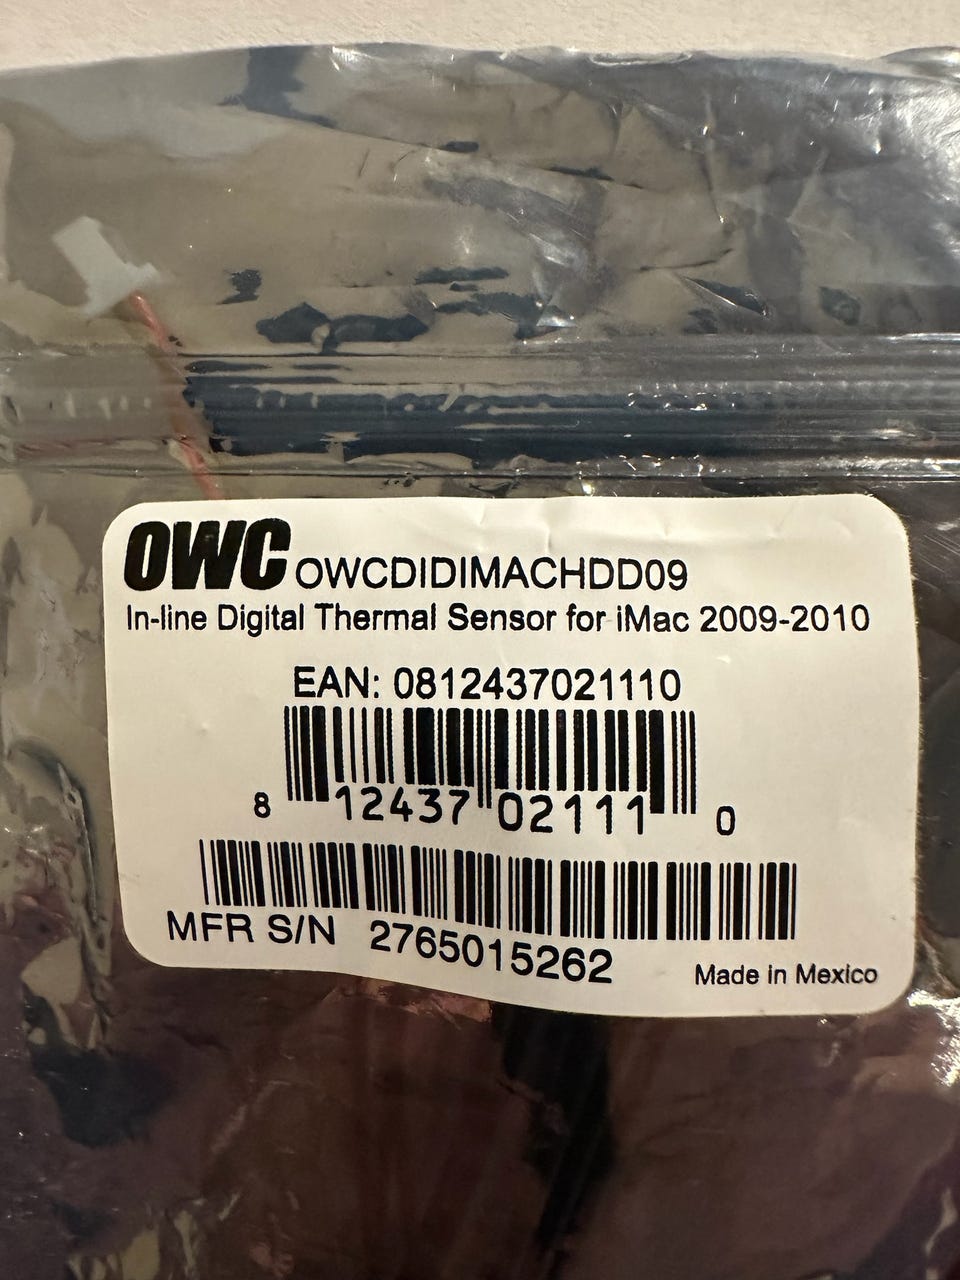 OWC OWCDIDIMACHDD09
In-line Digital Thermal Sensor for iMac 2009-2010
EAN: 0812437021110
8 12437 02111 0
MFR S/N 2765015262
Made in Mexico